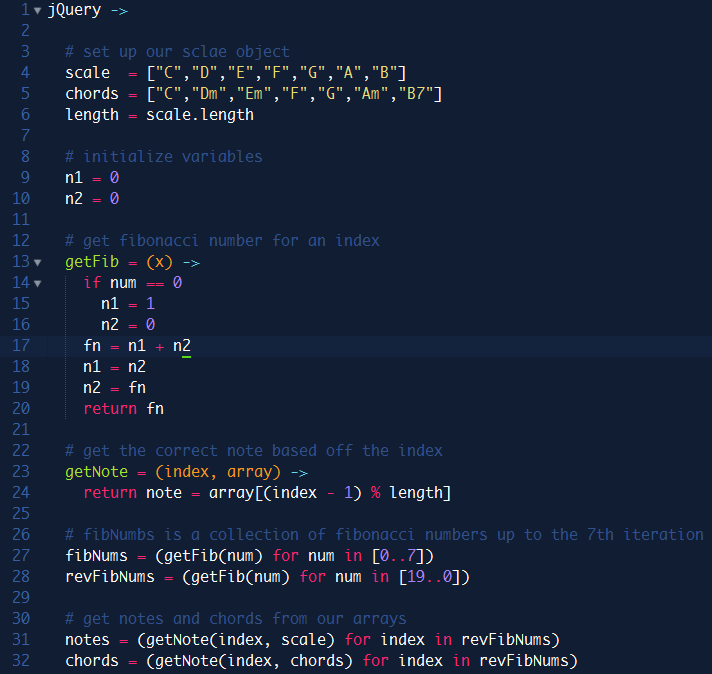 1 jQuery ->
2
3 # set up our sclae object
4 scale = ["C","D","E","F","G","A","B"]
5 chords = ["C","Dm","Em","F","G","Am","B7"]
6 length = scale.length
7
8 # initialize variables
9 n1 = 0
10 n2 = 0
11
12 # get fibonacci number for an index
13 getFib = (x) ->
14 if num == 0
15 n1 = 1
16 n2 = 0
17 fn = n1 + n2
18 n1 = n2
19 n2 = fn
20 return fn
21
22 # get the correct note based off the index
23 getNote = (index, array) ->
24 return note = array[(index - 1) % length]
25
26 # fibNumbs is a collection of fibonacci numbers up to the 7th iteration
27 fibNums = (getFib(num) for num in [0..7])
28 revFibNums = (getFib(num) for num in [19..0])
29
30 # get notes and chords from our arrays
31 notes = (getNote(index, scale) for index in revFibNums)
32 chords = (getNote(index, chords) for index in revFibNums)